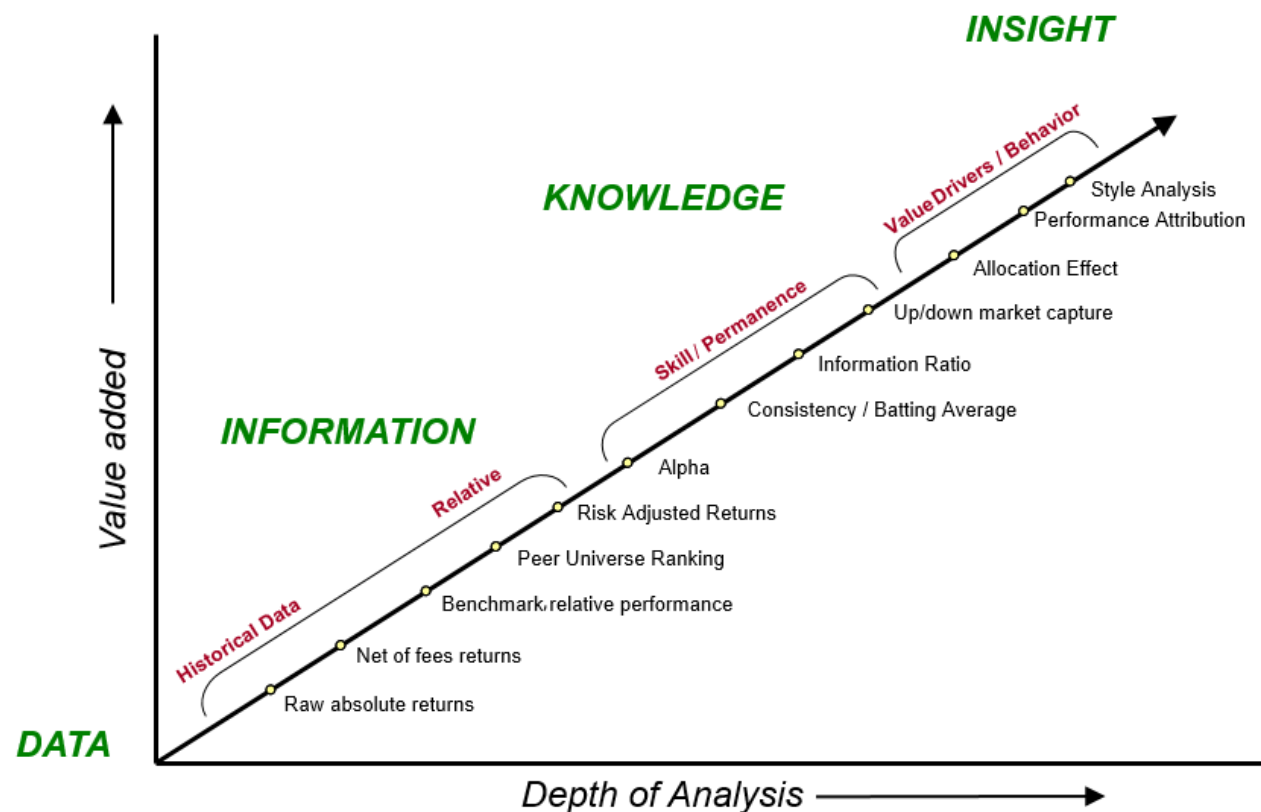 INSIGHT
Value Drivers / Behavior
Style Analysis
KNOWLEDGE
Performance Attribution
Allocation Effect
Skill / Permanence
Up/down market capture
Information Ratio
Consistency / Batting Average
INFORMATION
Value added
Alpha
Relative
Risk Adjusted Returns
Peer Universe Ranking
Benchmark,relative performance
Historical Data
Net of fees returns
Raw absolute returns
DATA
Depth of Analysis